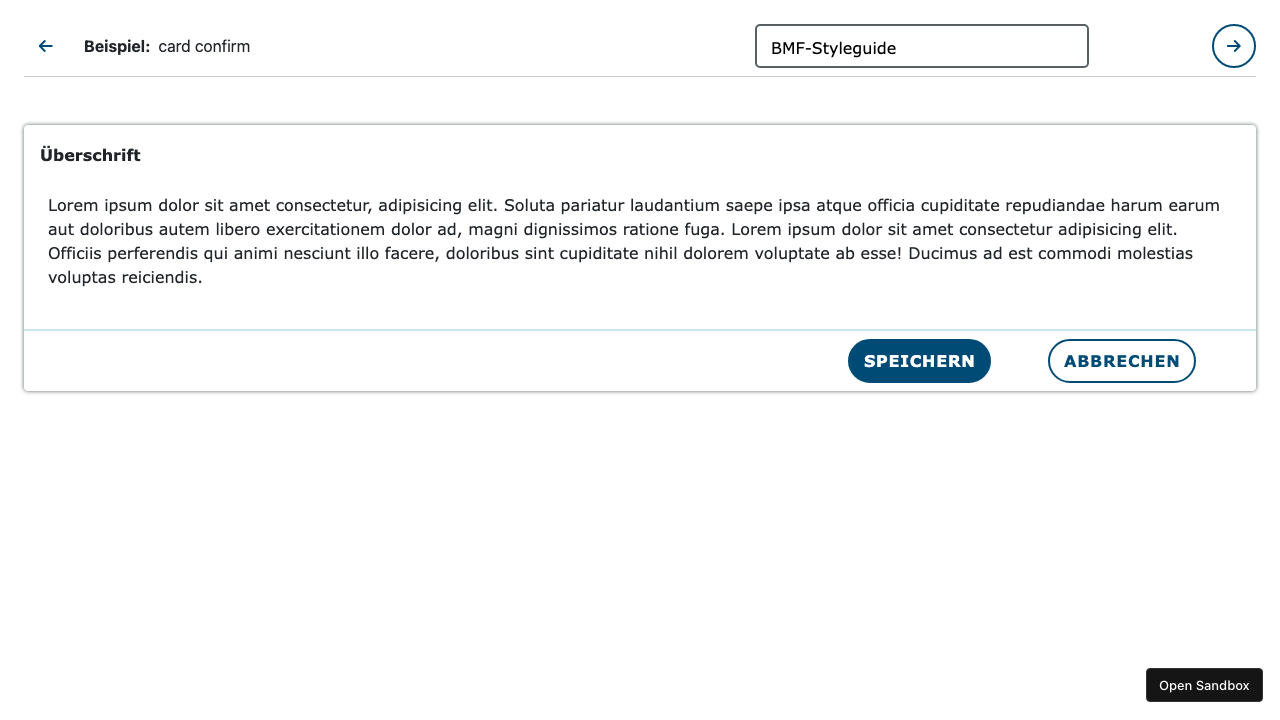 Beispiel: card confirm
BMF-Styleguide
Überschrift
Lorem ipsum dolor sit amet consectetur, adipisicing elit. Soluta pariatur laudantium saepe ipsa atque officia cupiditate repudiandae harum earum
aut doloribus autem libero exercitationem dolor ad, magni dignissimos ratione fuga. Lorem ipsum dolor sit amet consectetur adipisicing elit.
Officiis perferendis qui animi nesciunt illo facere, doloribus sint cupiditate nihil dolorem voluptate ab esse! Ducimus ad est commodi molestias
voluptas reiciendis.
SPEICHERN
ABBRECHEN
Open Sandbox